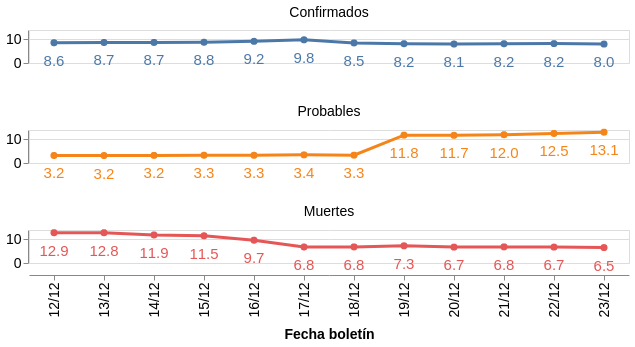 Confirmados
10
0
8.6 8.7 8.7 8.8 9.2 9.8 8.5 8.2 8.1 8.2 8.2 8.0
Probables
10
0
3.2 3.2 3.2 3.3 3.3 3.4 3.3 11.8 11.7 12.0 12.5 13.1
Muertes
10
0
12.9 12.8 11.9 11.5 9.7 6.8 6.8 7.3 6.7 6.8 6.7 6.5
12/12 13/12 14/12 15/12 16/12 17/12 18/12 19/12 20/12 21/12 22/12 23/12
Fecha boletín